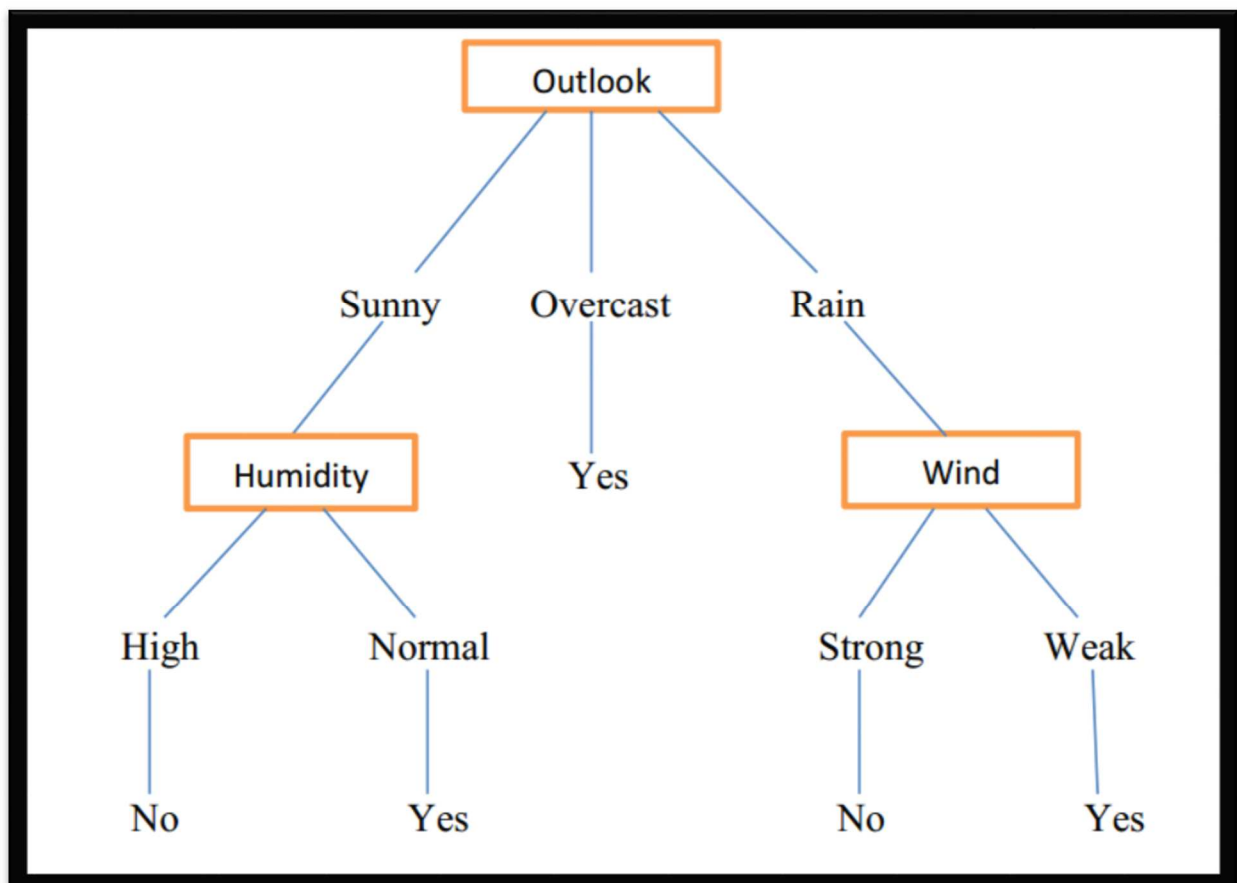 Outlook
Sunny Overcast Rain
Humidity Yes Wind
High Normal Strong Weak
No Yes No Yes